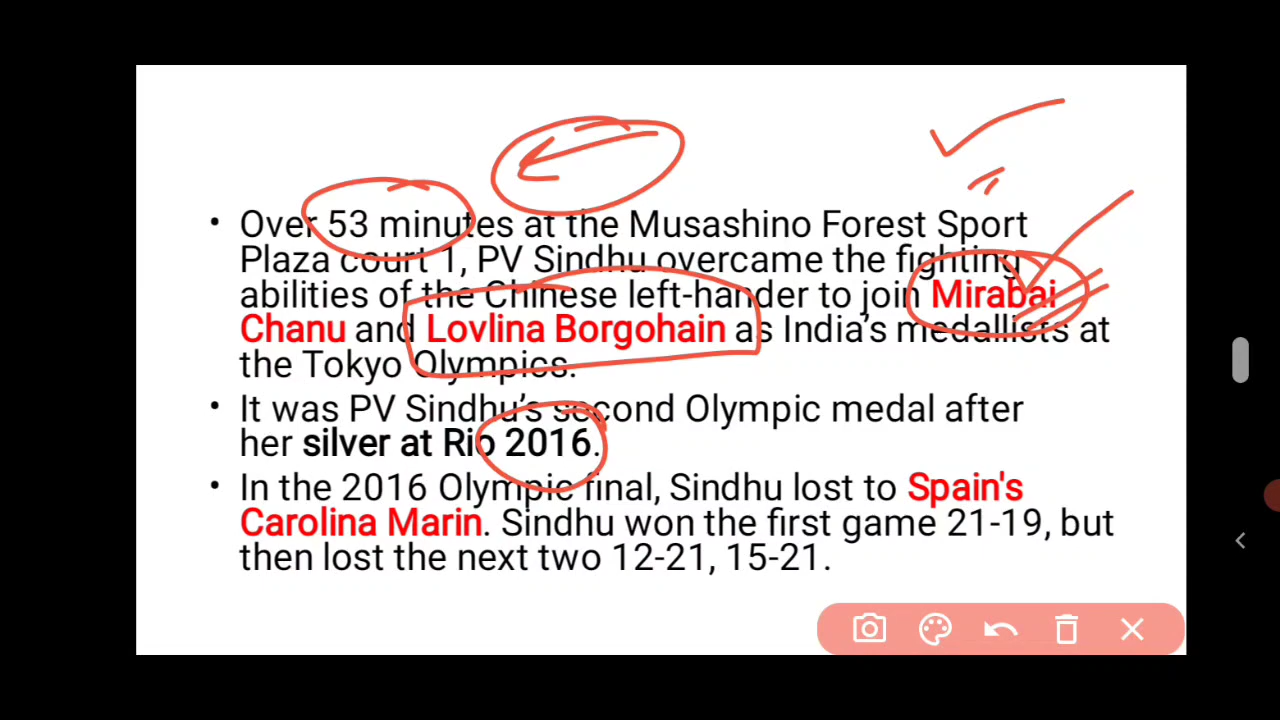 • Over 53 minutes at the Musashino Forest Sport
Plaza court 1, PV Sindhu overcame the fighting
abilities of the Chinese left-hander to join Mirabai
Chanu and Lovlina Borgohain as India's medallists at
the Tokyo Olympics.
• It was PV Sindhu's second Olympic medal after
her silver at Rio 2016.
• In the 2016 Olympic final, Sindhu lost to Spain's
Carolina Marin. Sindhu won the first game 21-19, but
then lost the next two 12-21, 15-21.